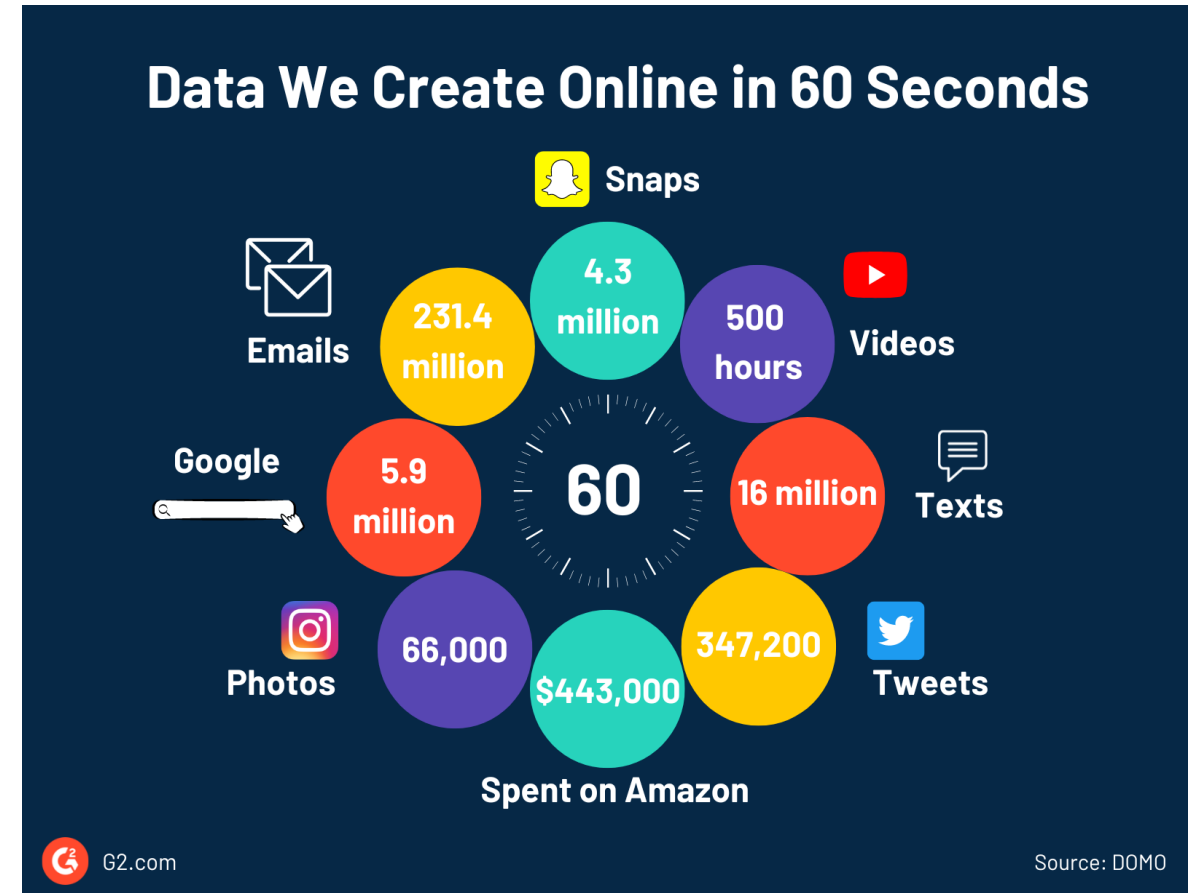 Data We Create Online in 60 Seconds
Snaps
4.3
million
500
hours
Videos
16 million
Texts
347,200
Tweets
$443,000
Spent on Amazon
66,000
Photos
5.9
million
Google
231.4
million
Emails
60
G2
G2.com
Source: DOMO